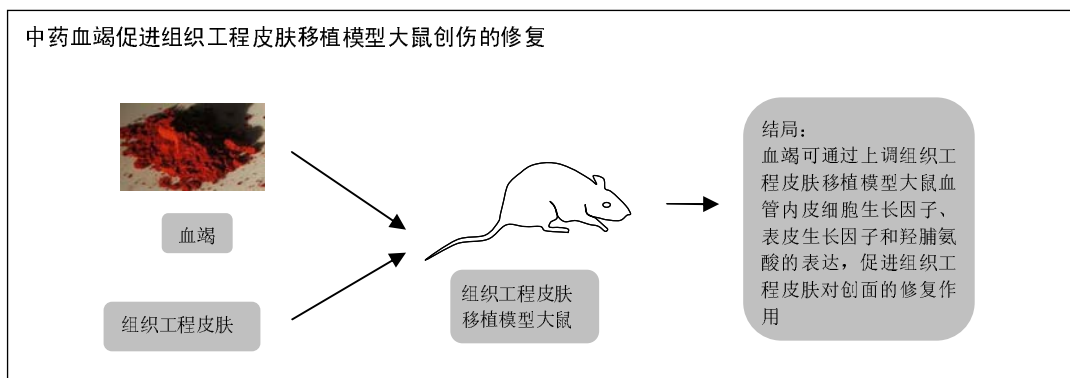 中药血竭促进组织工程皮肤移植模型大鼠创伤的修复
血竭
组织工程皮肤
组织工程皮肤
移植模型大鼠
结局：
血竭可通过上调组织工
程皮肤移植模型大鼠血
管内皮细胞生长因子、
表皮生长因子和羟脯氨
酸的表达，促进组织工
程皮肤对创面的修复作
用